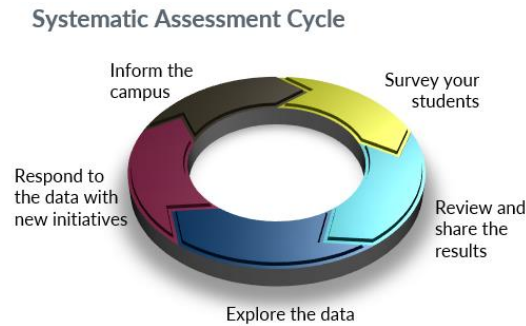 Systematic Assessment Cycle
Inform the
campus
Survey your
students
Respond to
the data with
new initiatives
Review and
share the
results
Explore the data